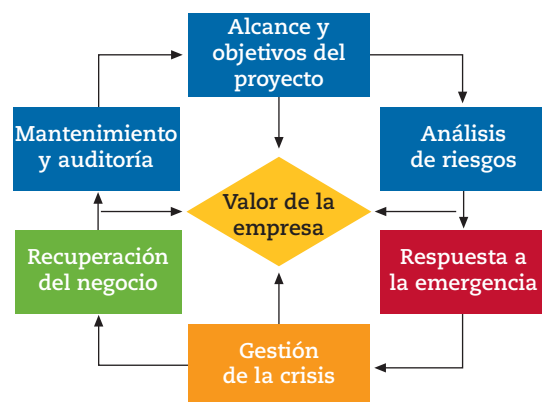 Alcance y
objetivos del
proyecto
Mantenimiento
y auditoría
Análisis
de riesgos
Valor de la
empresa
Recuperación
del negocio
Respuesta a
la emergencia
Gestión
de la crisis